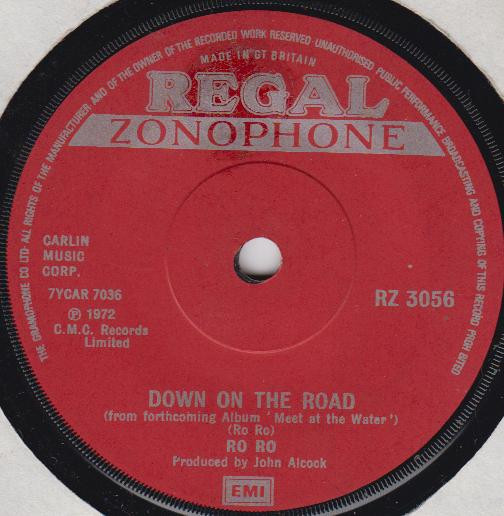 THE GRAMOPHONE CO LTD·ALL RIGHTS OF THE MANUFACTURER AND OF THE OWNER OF THE RECORDED WORK RESERVED·UNAUTHORISED PUBLIC PERFORMANCE BROADCASTING AND COPYING OF THIS RECORD PROHIBITED
MADE IN GT BRITAIN
REGAL
ZONOPHONE
CARLIN
MUSIC
CORP.
7YCAR 7036
℗ 1972
C.M.C. Records
Limited
RZ 3056
DOWN ON THE ROAD
(from forthcoming Album 'Meet at the Water')
(Ro Ro)
RO RO
Produced by John Alcock
EMI